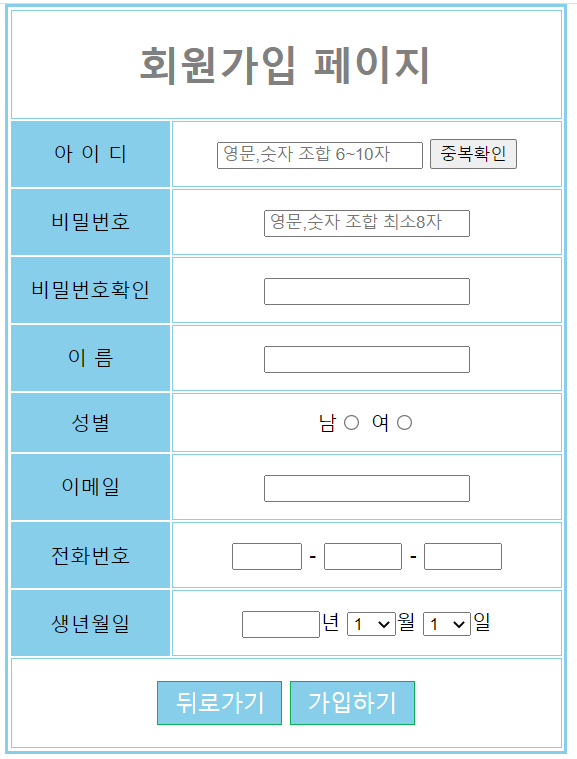 회원가입 페이지
아 이 디 영문,숫자 조합 6~10자 중복확인
비밀번호 영문,숫자 조합 최소8자
비밀번호확인
이 름
성별 남 여
이메일
전화번호 - -
생년월일 년 1 월 1 일
뒤로가기 가입하기